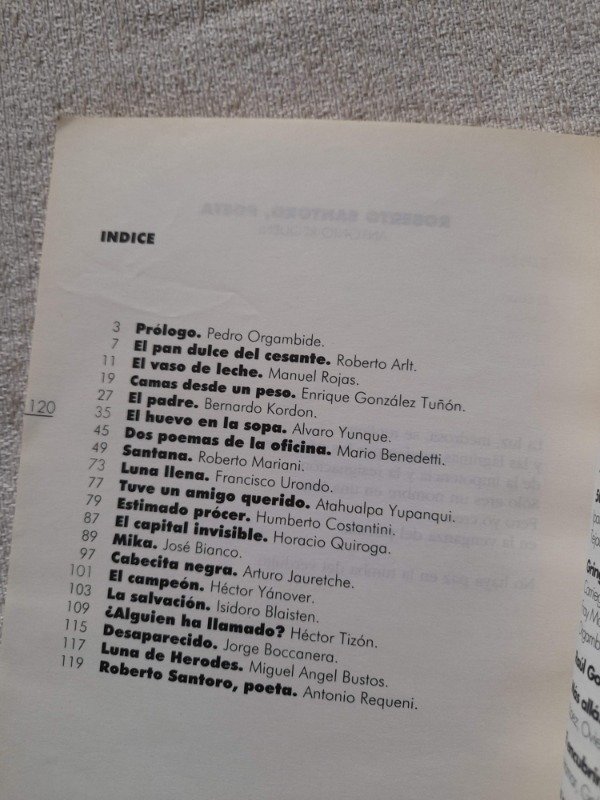 INDICE
3 Prólogo. Pedro Orgambide.
7 El pan dulce del cesante. Roberto Arlt.
11 El vaso de leche. Manuel Rojas.
19 Camas desde un peso. Enrique González Tuñón.
27 El padre. Bernardo Kordon.
120
35 El huevo en la sopa. Alvaro Yunque.
45 Dos poemas de la oficina. Mario Benedetti.
49 Santana. Roberto Mariani.
73 Luna llena. Francisco Urondo.
77 Tuve un amigo querido. Atahualpa Yupanqui.
79 Estimado prócer. Humberto Costantini.
87 El capital invisible. Horacio Quiroga.
89 Mika. José Bianco.
97 Cabecita negra. Arturo Jauretche.
101 El campeón. Héctor Yánover.
103 La salvación. Isidoro Blaisten.
109 ¿Alguien ha llamado? Héctor Tizón.
115 Desaparecido. Jorge Boccanera.
117 Luna de Herodes. Miguel Angel Bustos.
119 Roberto Santoro, poeta. Antonio Requeni.